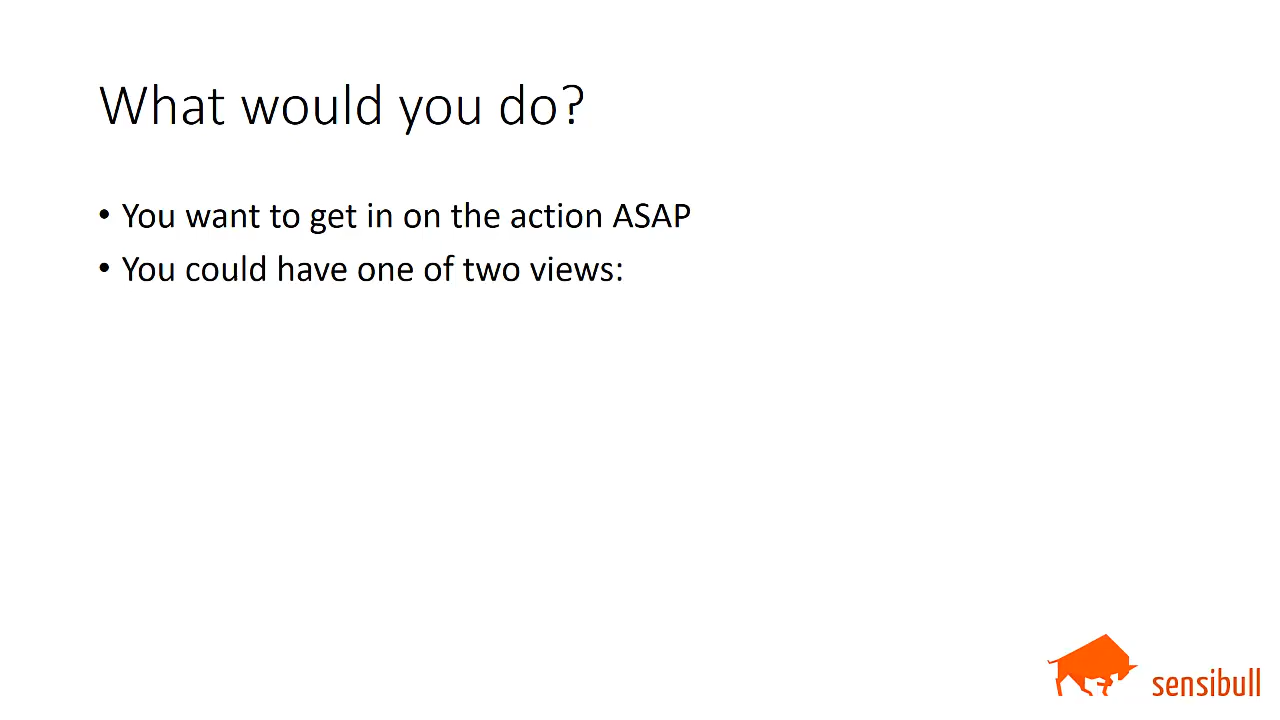 What would you do?
• You want to get in on the action ASAP
• You could have one of two views:
sensibull